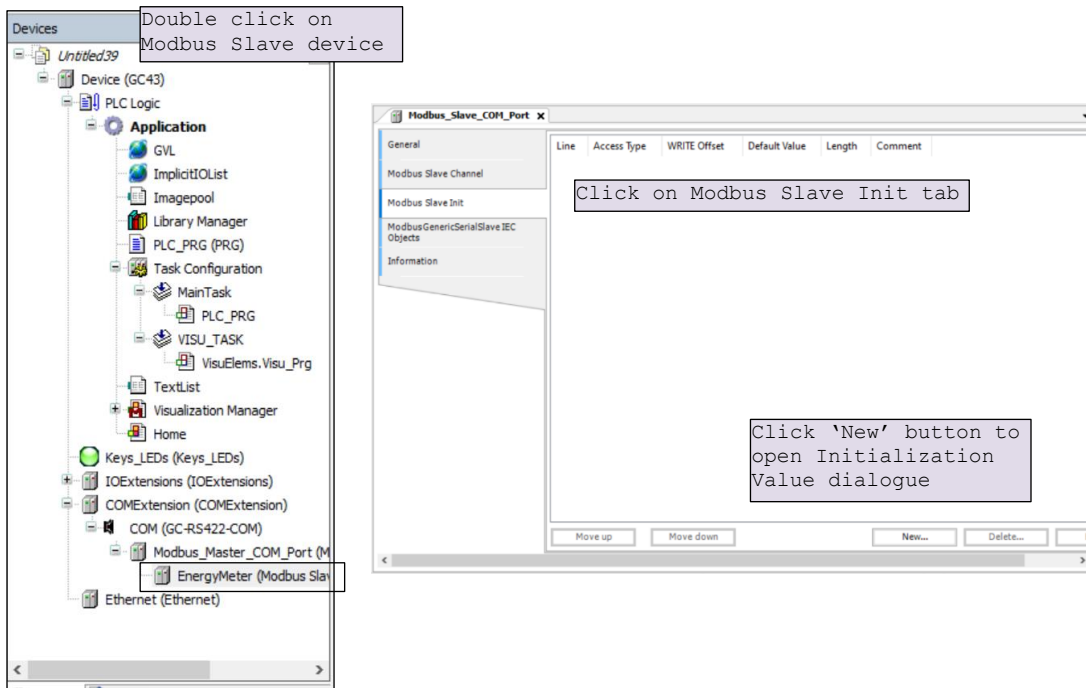 Double click on
Modbus Slave device
Devices
Untitled39
Device (GC43)
PLC Logic
Application
GVL
ImplicitIOList
Imagepool
Library Manager
PLC_PRG (PRG)
Task Configuration
MainTask
PLC_PRG
VISU_TASK
VisuElems.Visu_Prg
TextList
Visualization Manager
Home
Keys_LEDs (Keys_LEDs)
IOExtensions (IOExtensions)
COMExtension (COMExtension)
COM (GC-RS422-COM)
Modbus_Master_COM_Port (M
EnergyMeter (Modbus Slav
Ethernet (Ethernet)
Modbus_Slave_COM_Port x
General
Modbus Slave Channel
Modbus Slave Init
ModbusGenericSerialSlave IEC
Objects
Information
Line Access Type WRITE Offset Default Value Length Comment
Click on Modbus Slave Init tab
Click ‘New’ button to
open Initialization
Value dialogue
Move up Move down New... Delete...